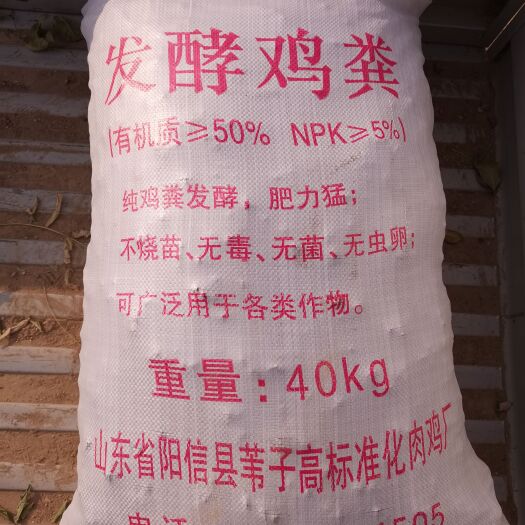 发酵鸡粪
(有机质≥50% NPK≥5%)
纯鸡粪发酵，肥力猛；
不烧苗、无毒、无菌、无虫卵；
可广泛用于各类作物。
重量：40kg
山东省阳信县苇子高标准化肉鸡厂